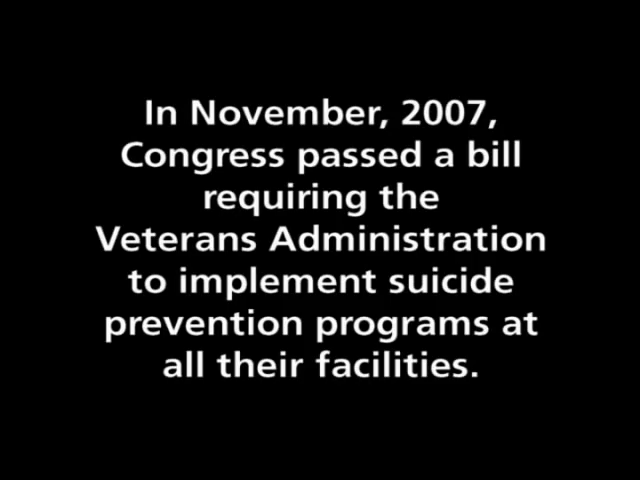 In November, 2007,
Congress passed a bill
requiring the
Veterans Administration
to implement suicide
prevention programs at
all their facilities.